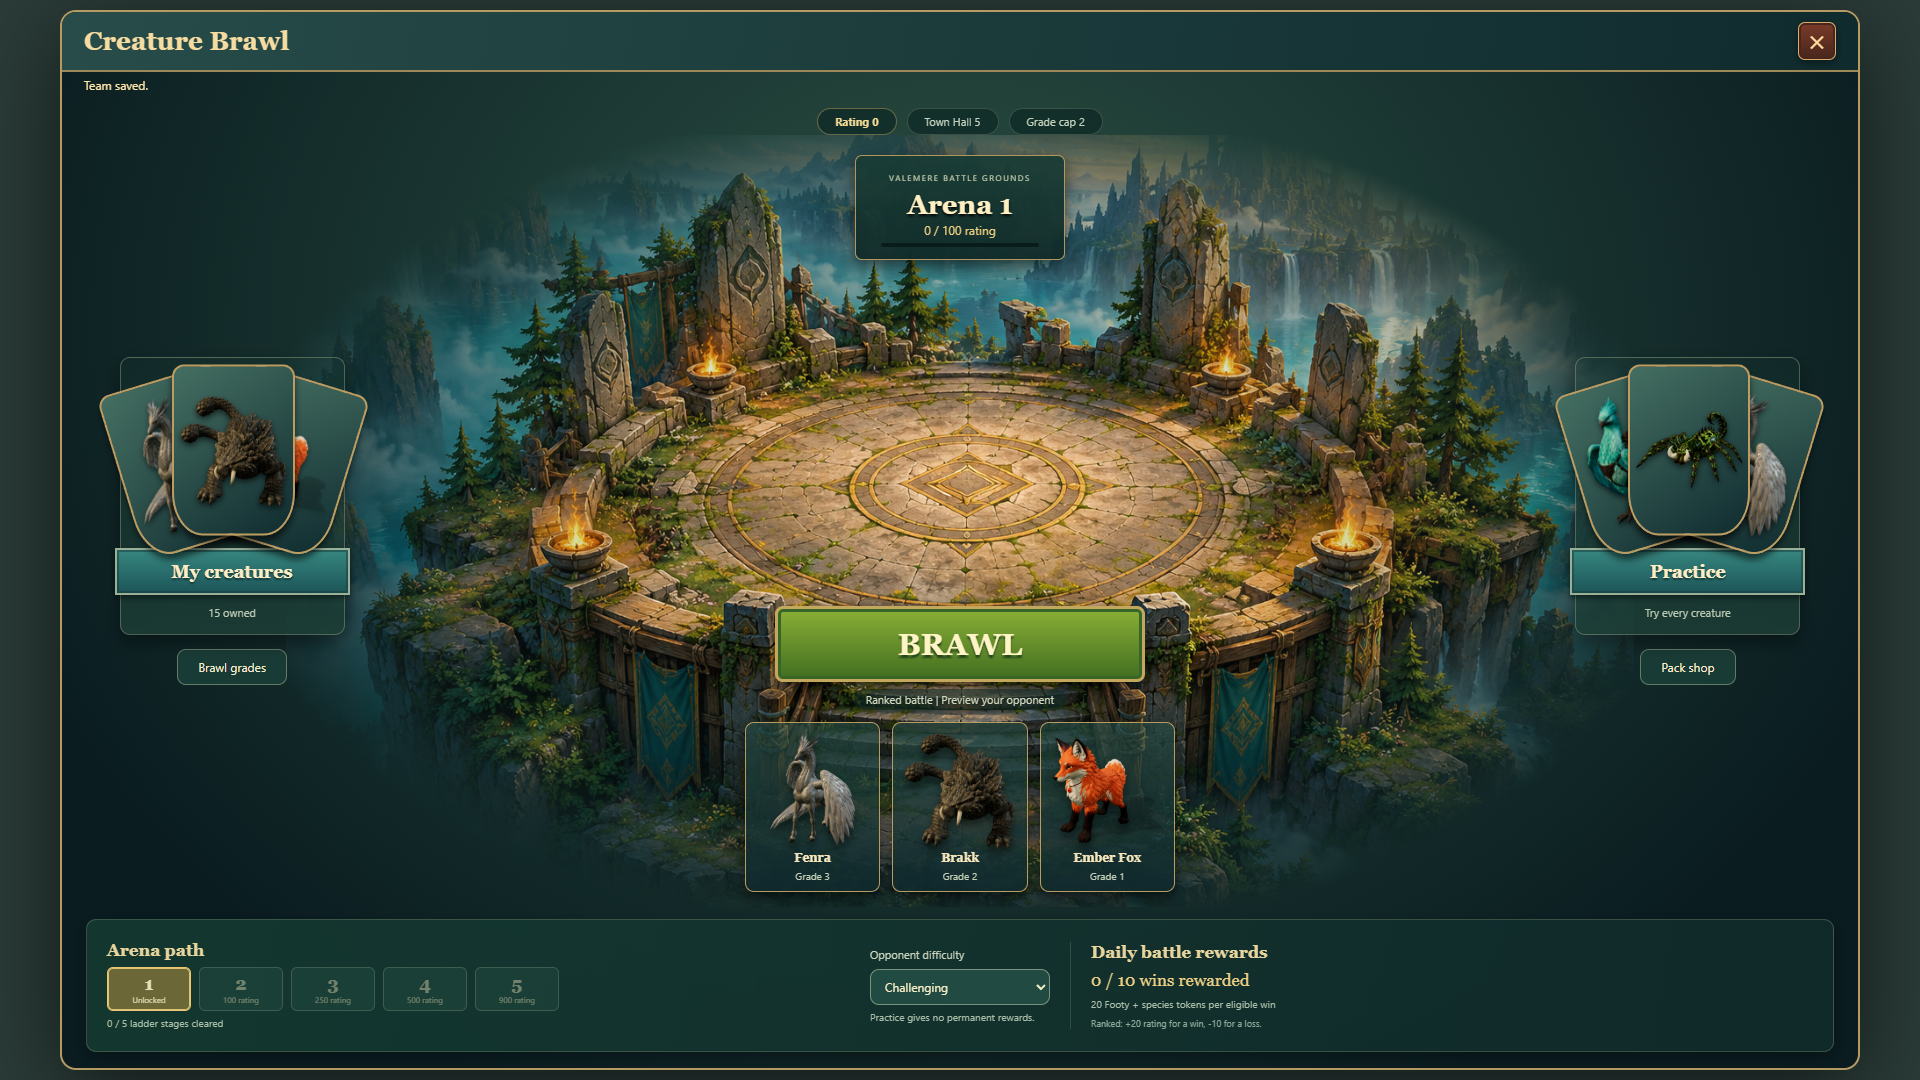 Creature Brawl
Team saved.
Rating 0
Town Hall 5
Grade cap 2
VALEMERE BATTLE GROUNDS
Arena 1
0 / 100 rating
My creatures
15 owned
Brawl grades
Practice
Try every creature
Pack shop
BRAWL
Ranked battle | Preview your opponent
Fenra
Grade 3
Brakk
Grade 2
Ember Fox
Grade 1
Arena path
1
Unlocked
2
100 rating
3
250 rating
4
500 rating
5
900 rating
0 / 5 ladder stages cleared
Opponent difficulty
Challenging
Practice gives no permanent rewards.
Daily battle rewards
0 / 10 wins rewarded
20 Footy + species tokens per eligible win
Ranked: +20 rating for a win, -10 for a loss.